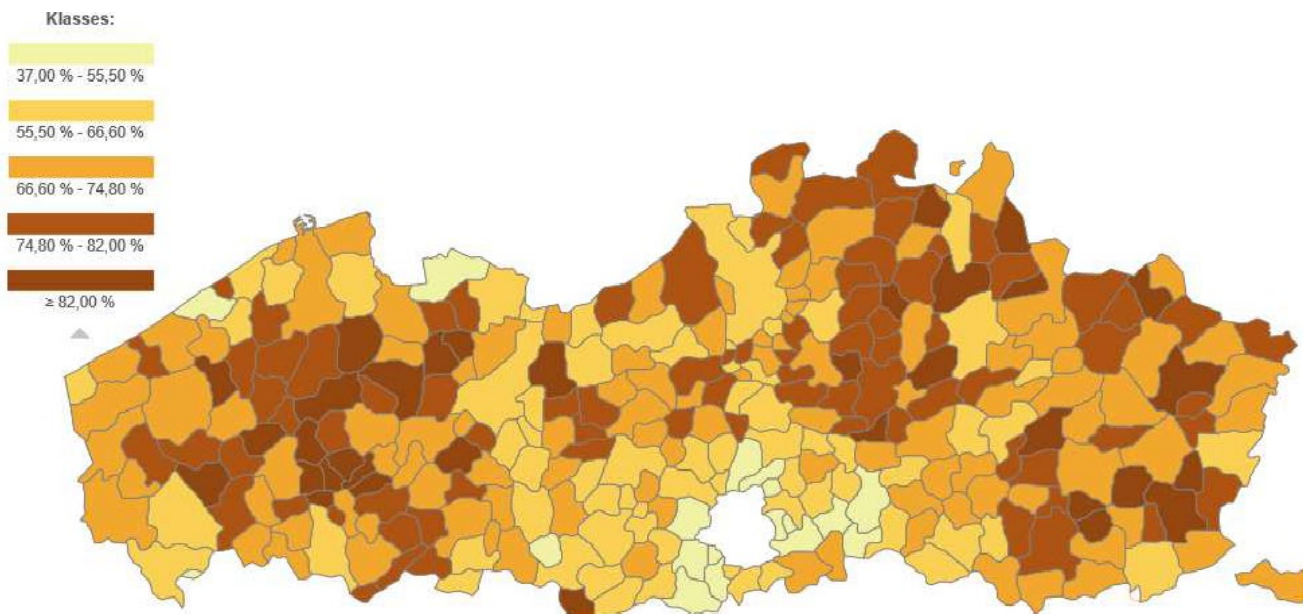 Klasses:
37,00 % - 55,50 %
55,50 % - 66,60 %
66,60 % - 74,80 %
74,80 % - 82,00 %
≥ 82,00 %